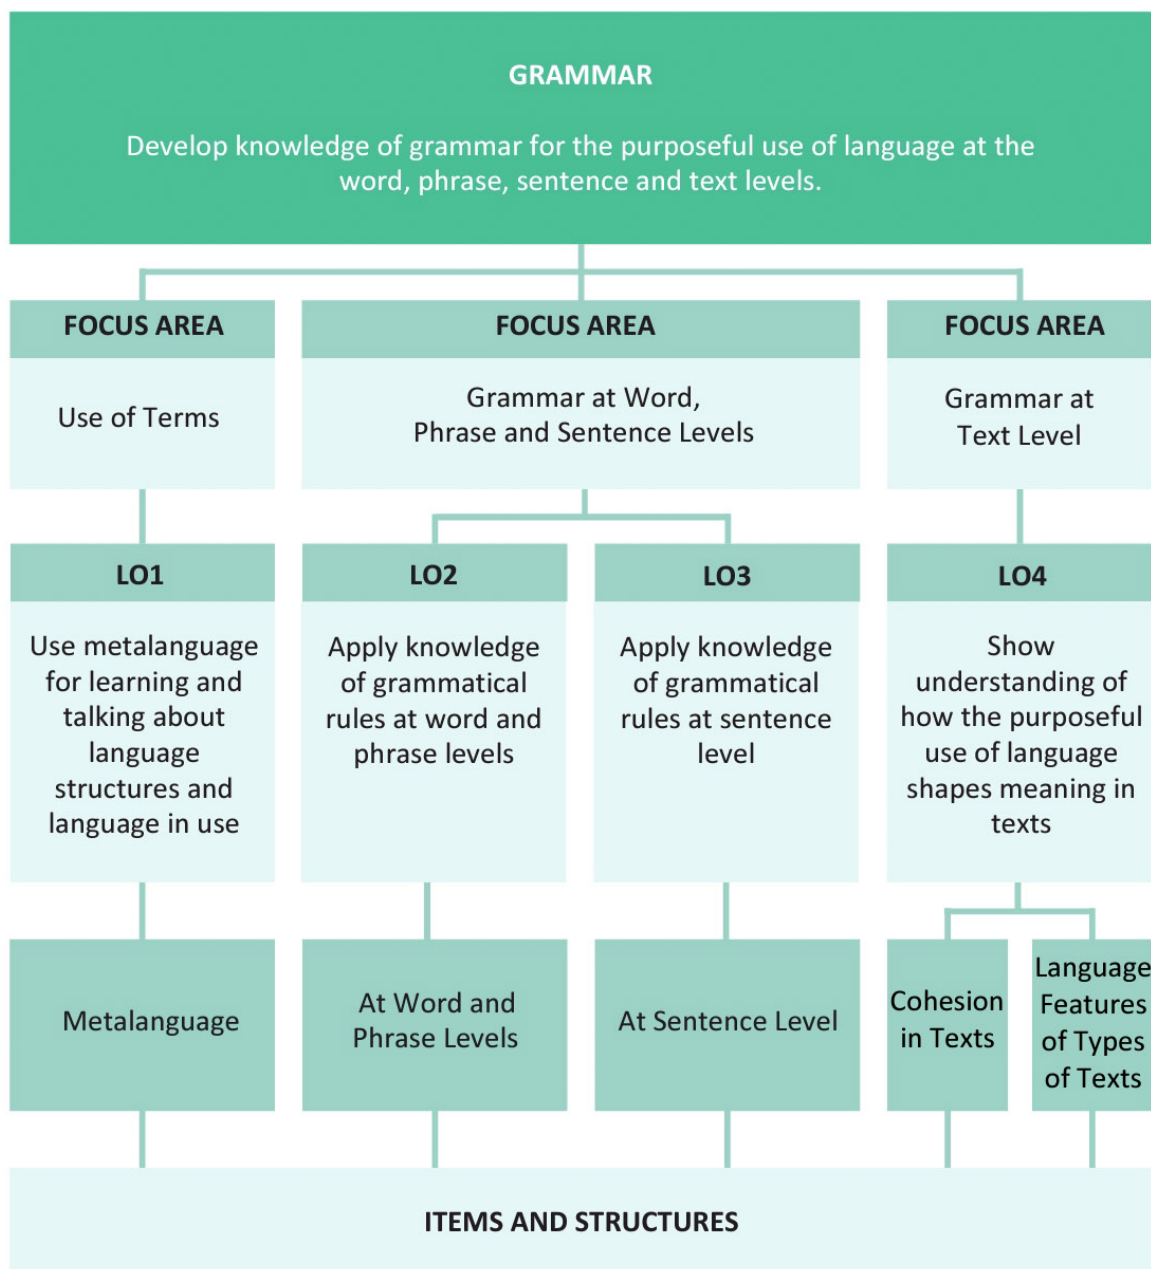 GRAMMAR
Develop knowledge of grammar for the purposeful use of language at the
word, phrase, sentence and text levels.
FOCUS AREA
Use of Terms
FOCUS AREA
Grammar at Word,
Phrase and Sentence Levels
FOCUS AREA
Grammar at
Text Level
LO1
Use metalanguage
for learning and
talking about
language
structures and
language in use
LO2
Apply knowledge
of grammatical
rules at word and
phrase levels
LO3
Apply knowledge
of grammatical
rules at sentence
level
LO4
Show
understanding of
how the purposeful
use of language
shapes meaning in
texts
Metalanguage
At Word and
Phrase Levels
At Sentence Level
Cohesion
in Texts
Language
Features
of Types
of Texts
ITEMS AND STRUCTURES